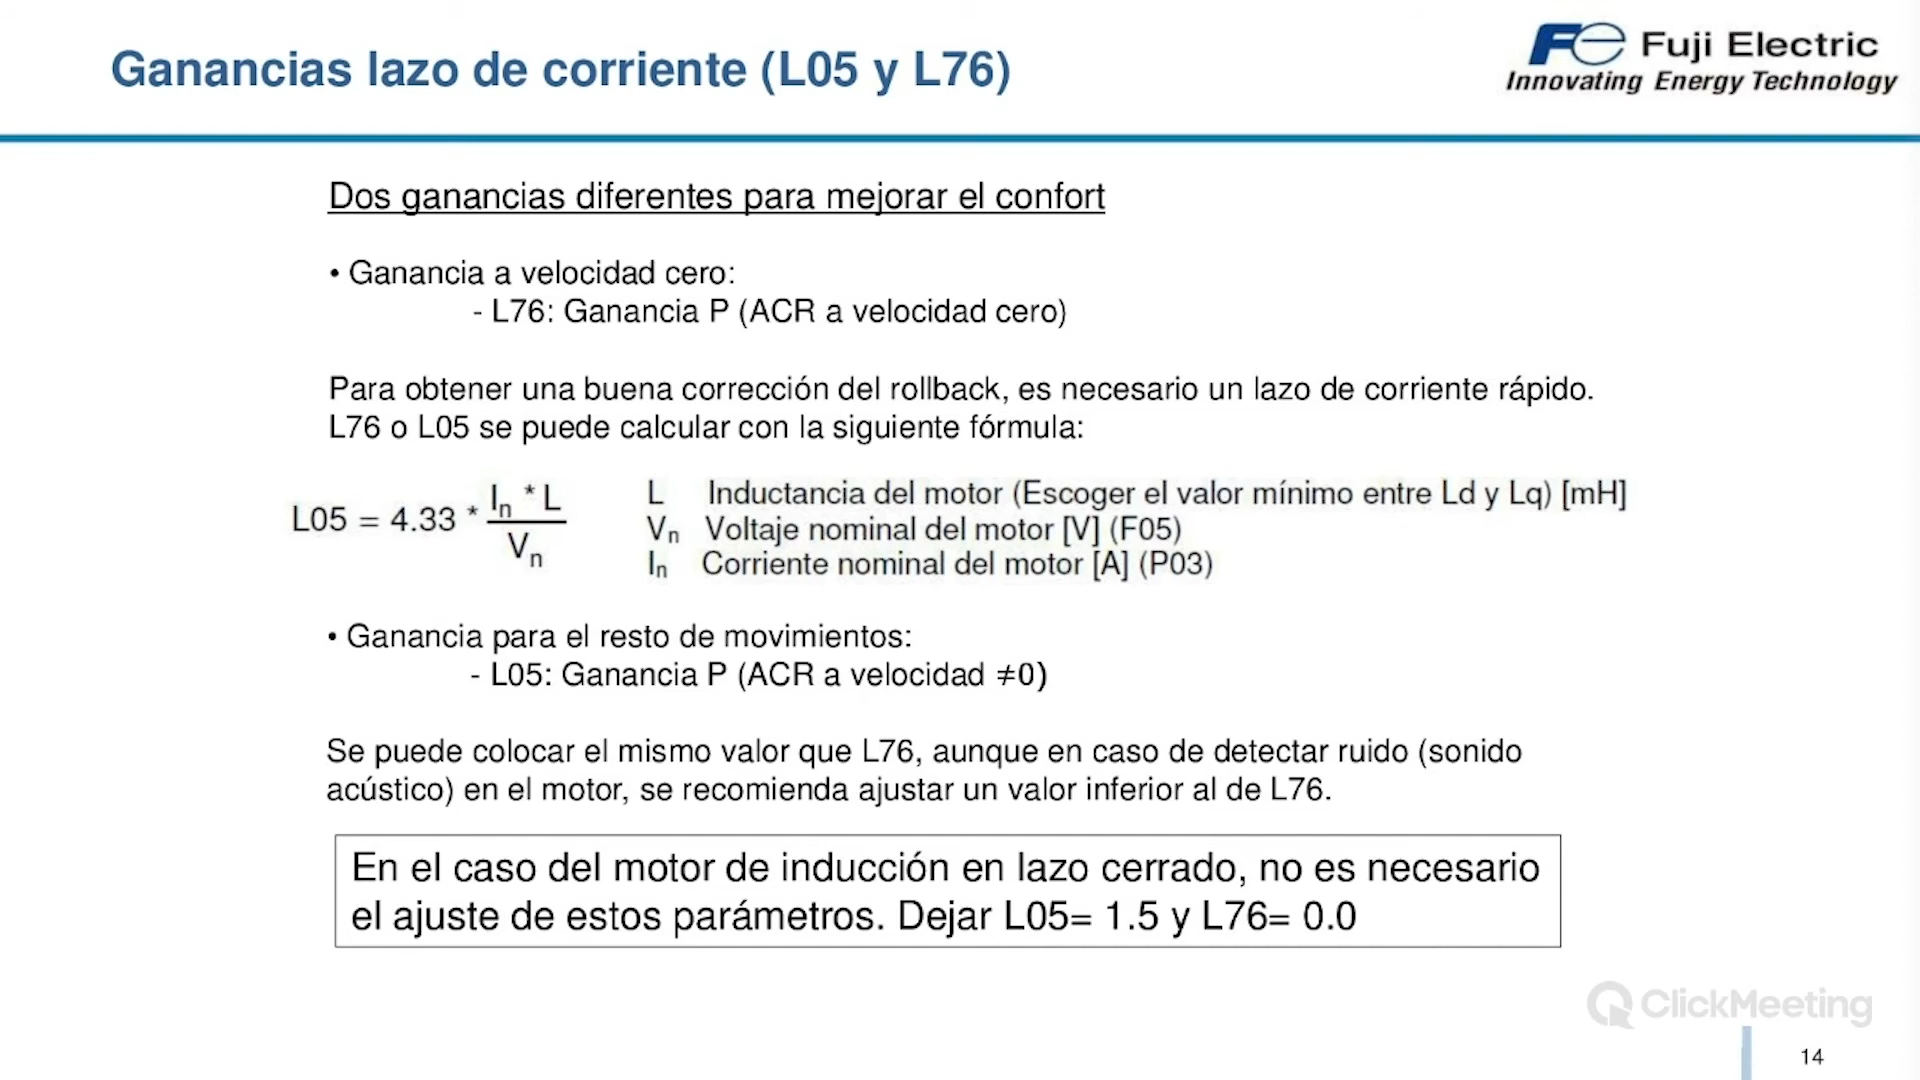 Ganancias lazo de corriente (L05 y L76)
Fe Fuji Electric
Innovating Energy Technology
Dos ganancias diferentes para mejorar el confort
• Ganancia a velocidad cero:
- L76: Ganancia P (ACR a velocidad cero)
Para obtener una buena corrección del rollback, es necesario un lazo de corriente rápido.
L76 o L05 se puede calcular con la siguiente fórmula:
L05 = 4.33 * In * L / Vn
L Inductancia del motor (Escoger el valor mínimo entre Ld y Lq) [mH]
Vn Voltaje nominal del motor [V] (F05)
In Corriente nominal del motor [A] (P03)
• Ganancia para el resto de movimientos:
- L05: Ganancia P (ACR a velocidad ≠0)
Se puede colocar el mismo valor que L76, aunque en caso de detectar ruido (sonido
acústico) en el motor, se recomienda ajustar un valor inferior al de L76.
En el caso del motor de inducción en lazo cerrado, no es necesario
el ajuste de estos parámetros. Dejar L05= 1.5 y L76= 0.0
ClickMeeting
14